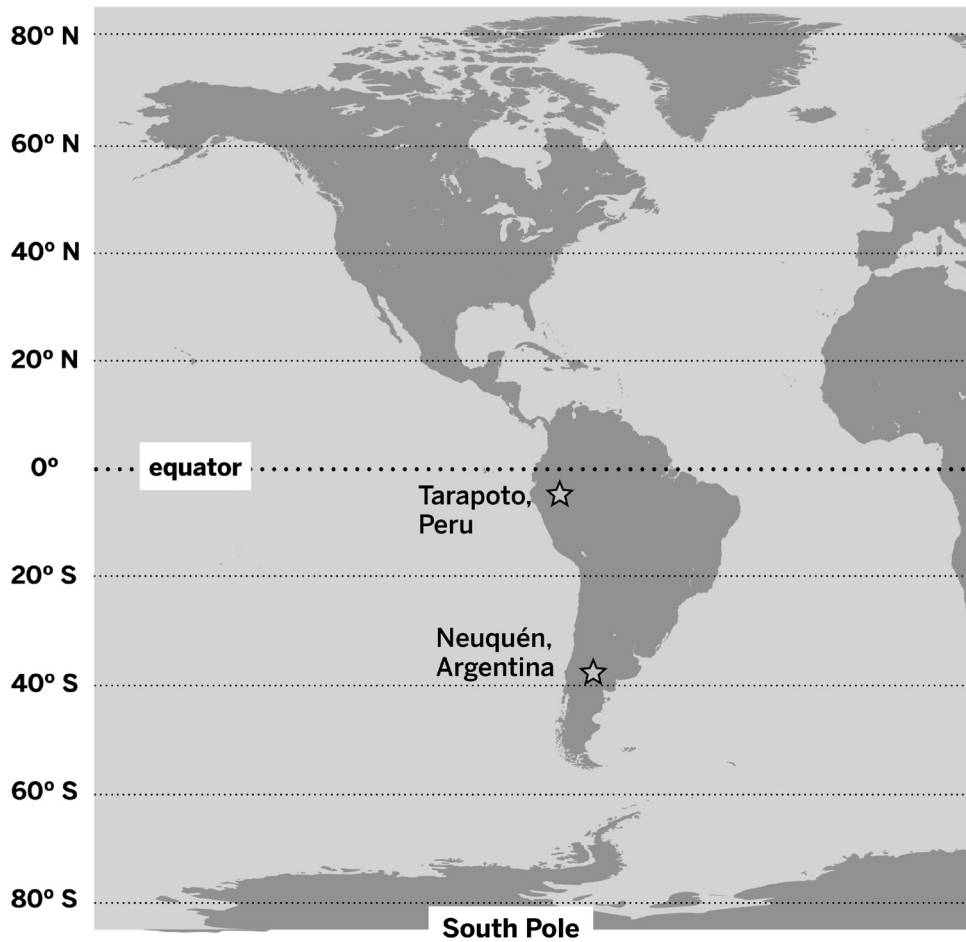 80º N
60º N
40º N
20º N
0º
equator
Tarapoto,
Peru
20º S
Neuquén,
Argentina
40º S
60º S
80º S
South Pole